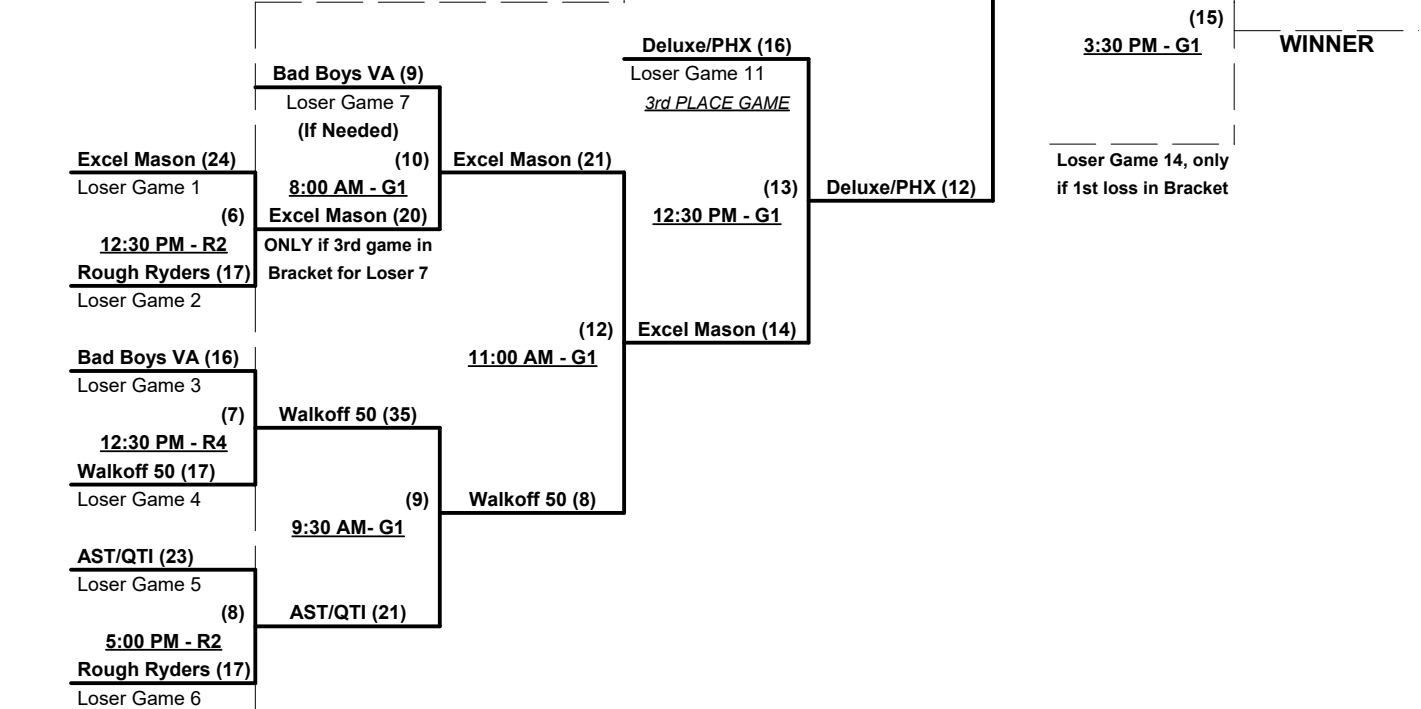 (15)
3:30 PM - G1
WINNER
Loser Game 14, only
if 1st loss in Bracket
Deluxe/PHX (16)
Loser Game 11
3rd PLACE GAME
(13)
12:30 PM - G1
Deluxe/PHX (12)
Bad Boys VA (9)
Loser Game 7
(If Needed)
(10)
8:00 AM - G1
Excel Mason (20)
ONLY if 3rd game in
Bracket for Loser 7
Excel Mason (21)
Excel Mason (24)
Loser Game 1
(6)
12:30 PM - R2
Rough Ryders (17)
Loser Game 2
(12)
11:00 AM - G1
Excel Mason (14)
Bad Boys VA (16)
Loser Game 3
(7)
12:30 PM - R4
Walkoff 50 (17)
Loser Game 4
Walkoff 50 (35)
(9)
9:30 AM- G1
Walkoff 50 (8)
AST/QTI (23)
Loser Game 5
(8)
5:00 PM - R2
Rough Ryders (17)
Loser Game 6
AST/QTI (21)